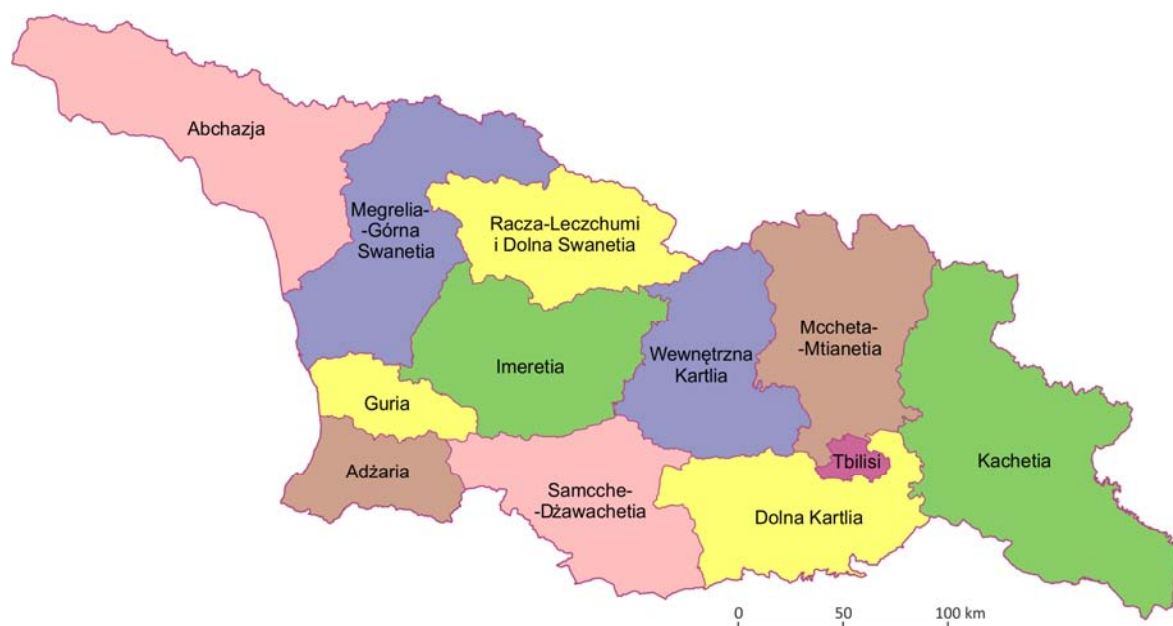 Abchazja
Megrelia-
-Górna
Swanetia
Racza-Leczchumi
i Dolna Swanetia
Mccheta-
-Mtianetia
Imeretia
Wewnętrzna
Kartlia
Guria
Adżaria
Tbilisi
Kachetia
Samcche-
-Dżawachetia
Dolna Kartlia
0 50 100 km